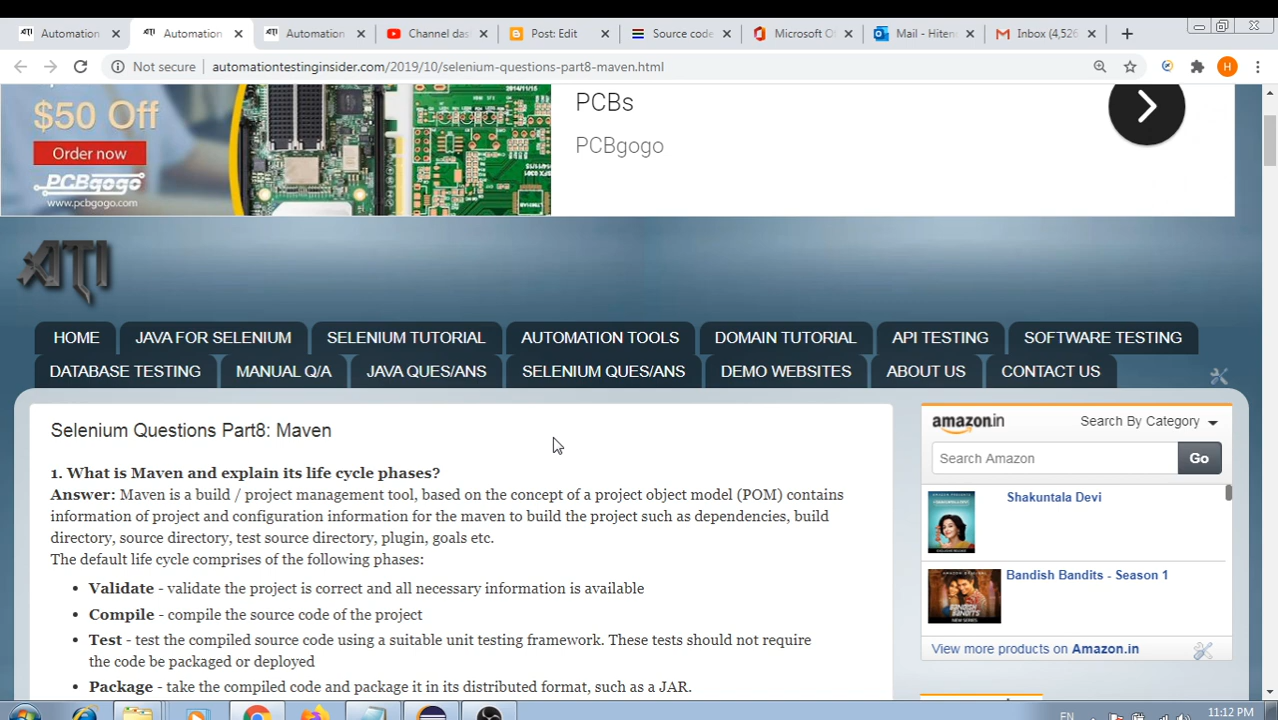 Automation
Automation
Automation
Channel das
Post: Edit
Source code
Microsoft Of
Mail - Hiten
Inbox (4,526
Not secure
automationtestinginsider.com/2019/10/selenium-questions-part8-maven.html
H
$50 Off
Order now
PCBgogo
www.pcbgogo.com
PCBs
PCBgogo
ATI
HOME
JAVA FOR SELENIUM
SELENIUM TUTORIAL
AUTOMATION TOOLS
DOMAIN TUTORIAL
API TESTING
SOFTWARE TESTING
DATABASE TESTING
MANUAL Q/A
JAVA QUES/ANS
SELENIUM QUES/ANS
DEMO WEBSITES
ABOUT US
CONTACT US
Selenium Questions Part8: Maven
1. What is Maven and explain its life cycle phases?
Answer: Maven is a build / project management tool, based on the concept of a project object model (POM) contains
information of project and configuration information for the maven to build the project such as dependencies, build
directory, source directory, test source directory, plugin, goals etc.
The default life cycle comprises of the following phases:
• Validate - validate the project is correct and all necessary information is available
• Compile - compile the source code of the project
• Test - test the compiled source code using a suitable unit testing framework. These tests should not require
the code be packaged or deployed
• Package - take the compiled code and package it in its distributed format, such as a JAR.
amazon.in
Search By Category
Search Amazon
Go
Shakuntala Devi
Bandish Bandits - Season 1
View more products on Amazon.in
EN
11:12 PM